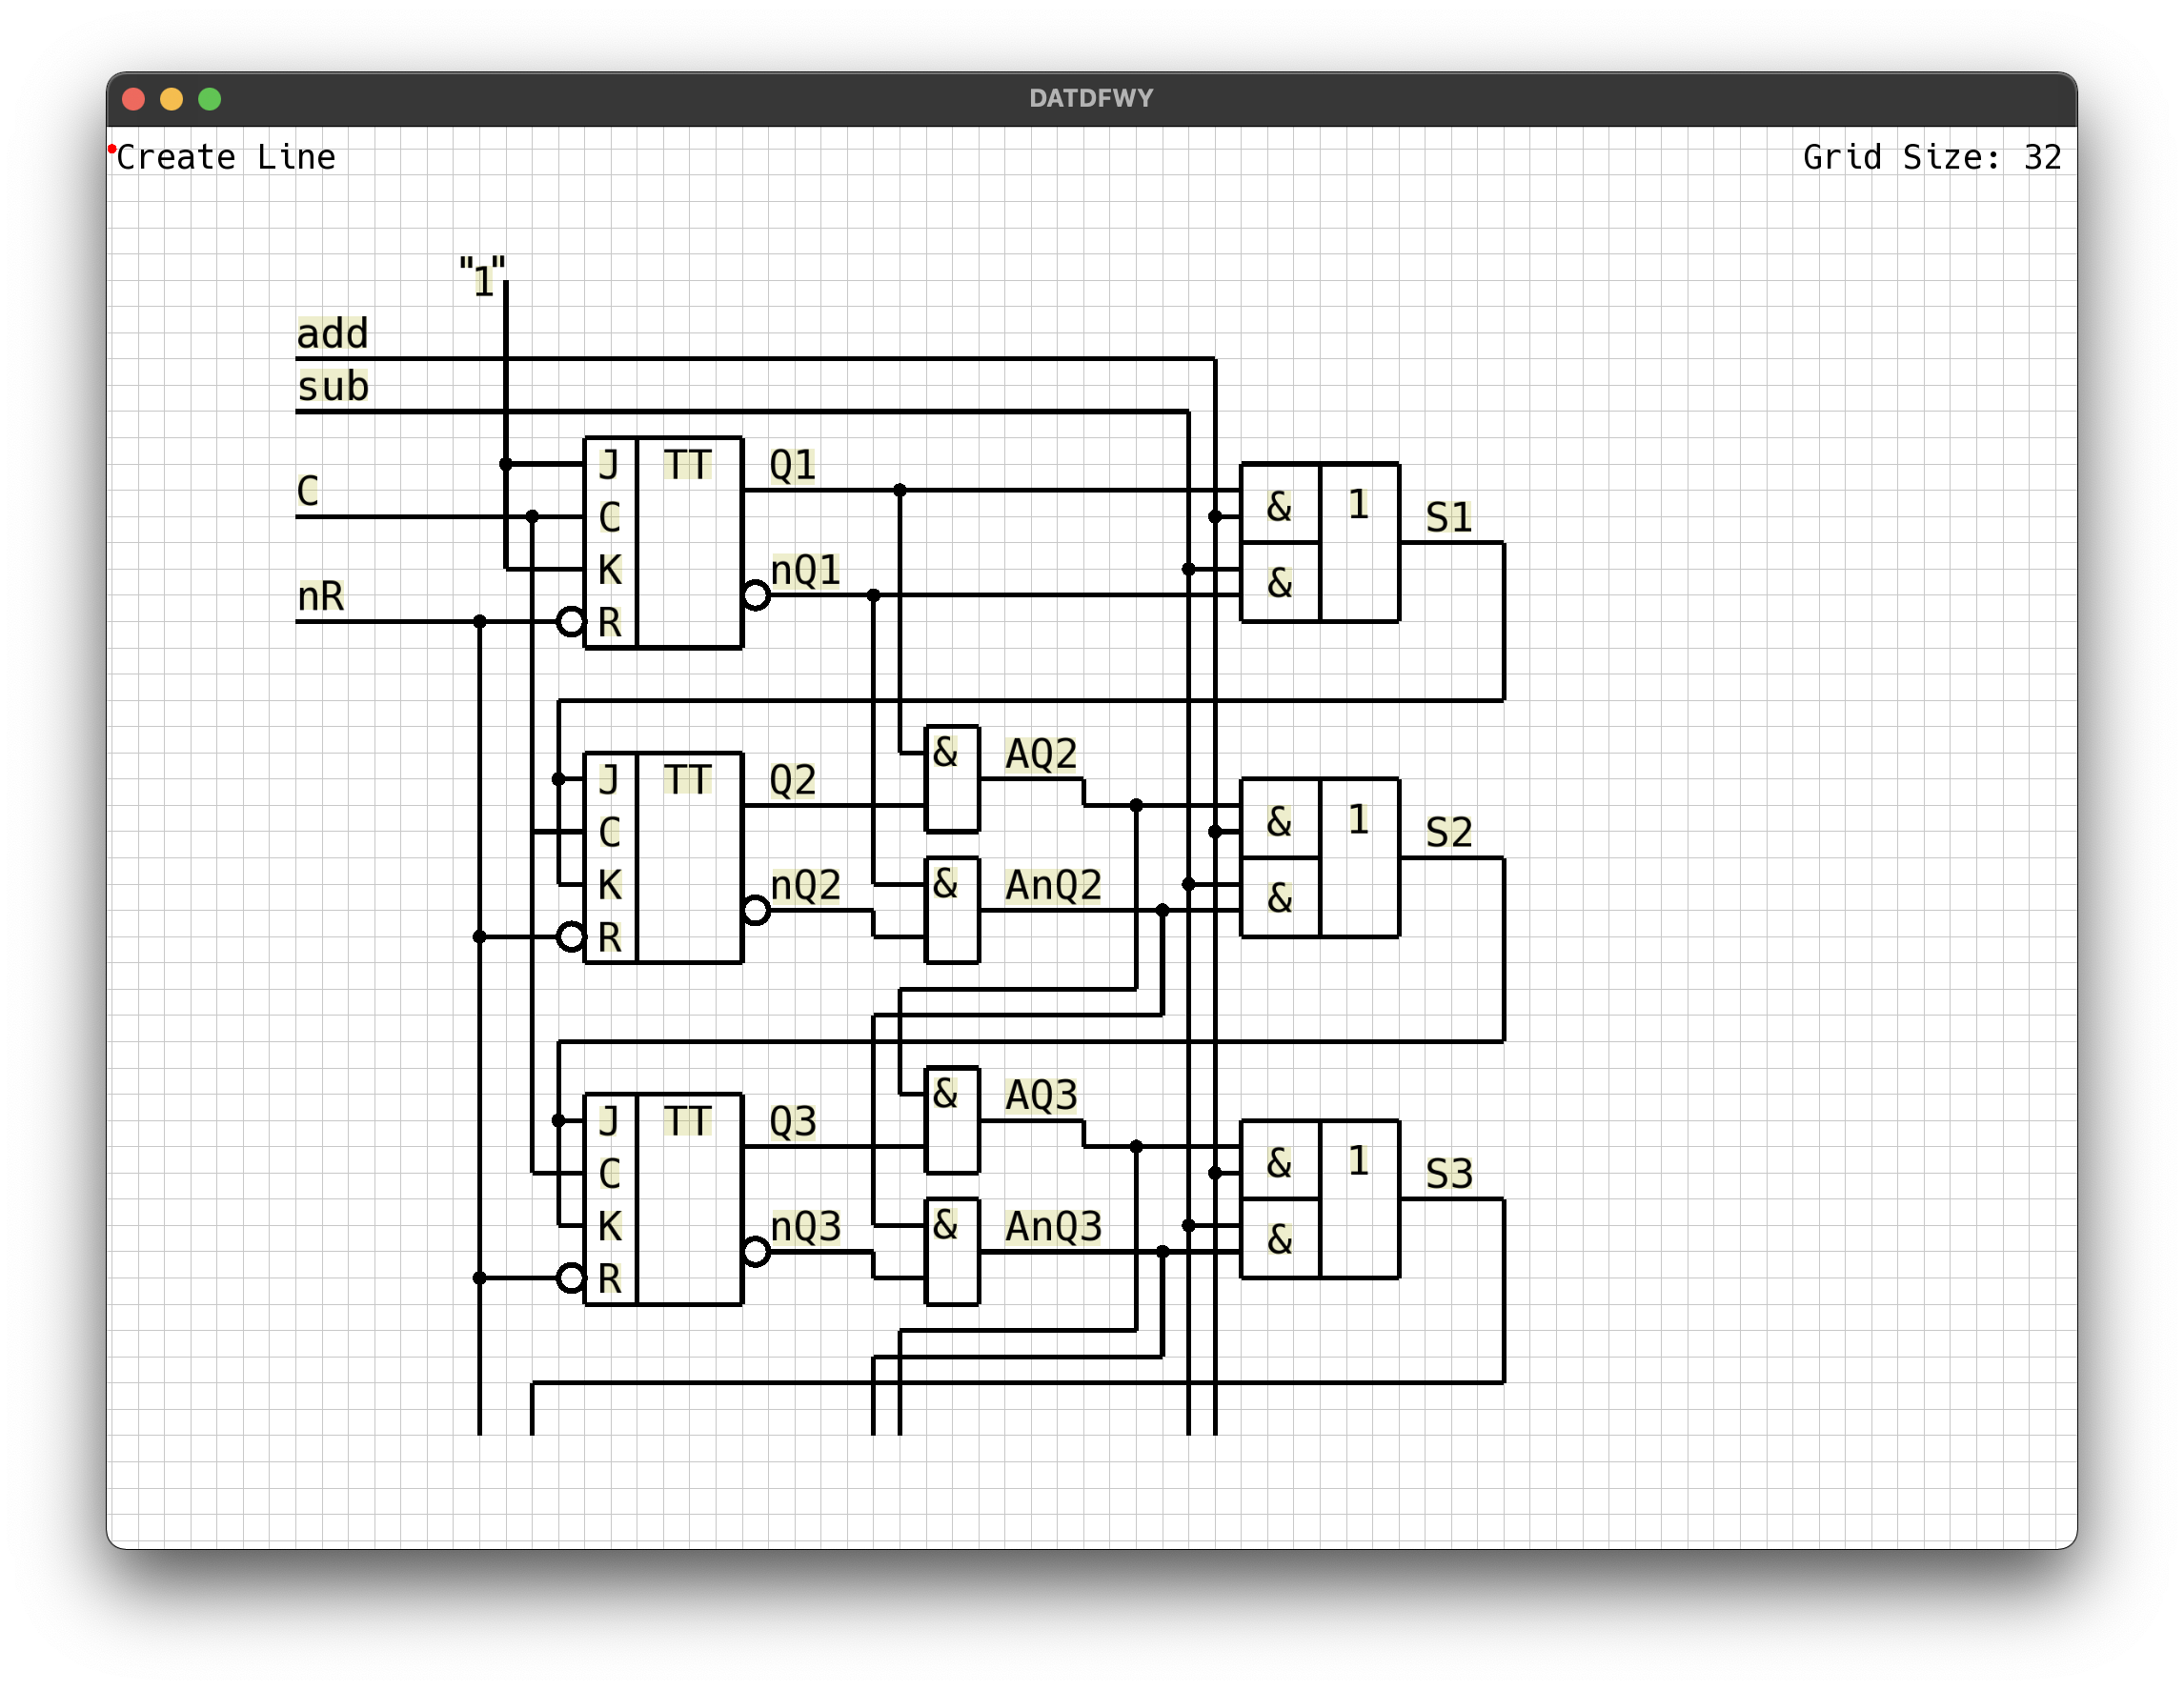 DATDFWY
Create Line
Grid Size: 32
"1"
add
sub
J TT Q1
C
C
& 1 S1
K nQ1
&
nR
R
& AQ2
J TT Q2
& 1 S2
C
K nQ2 & AnQ2
&
R
& AQ3
J TT Q3
& 1 S3
C
K nQ3 & AnQ3
&
R